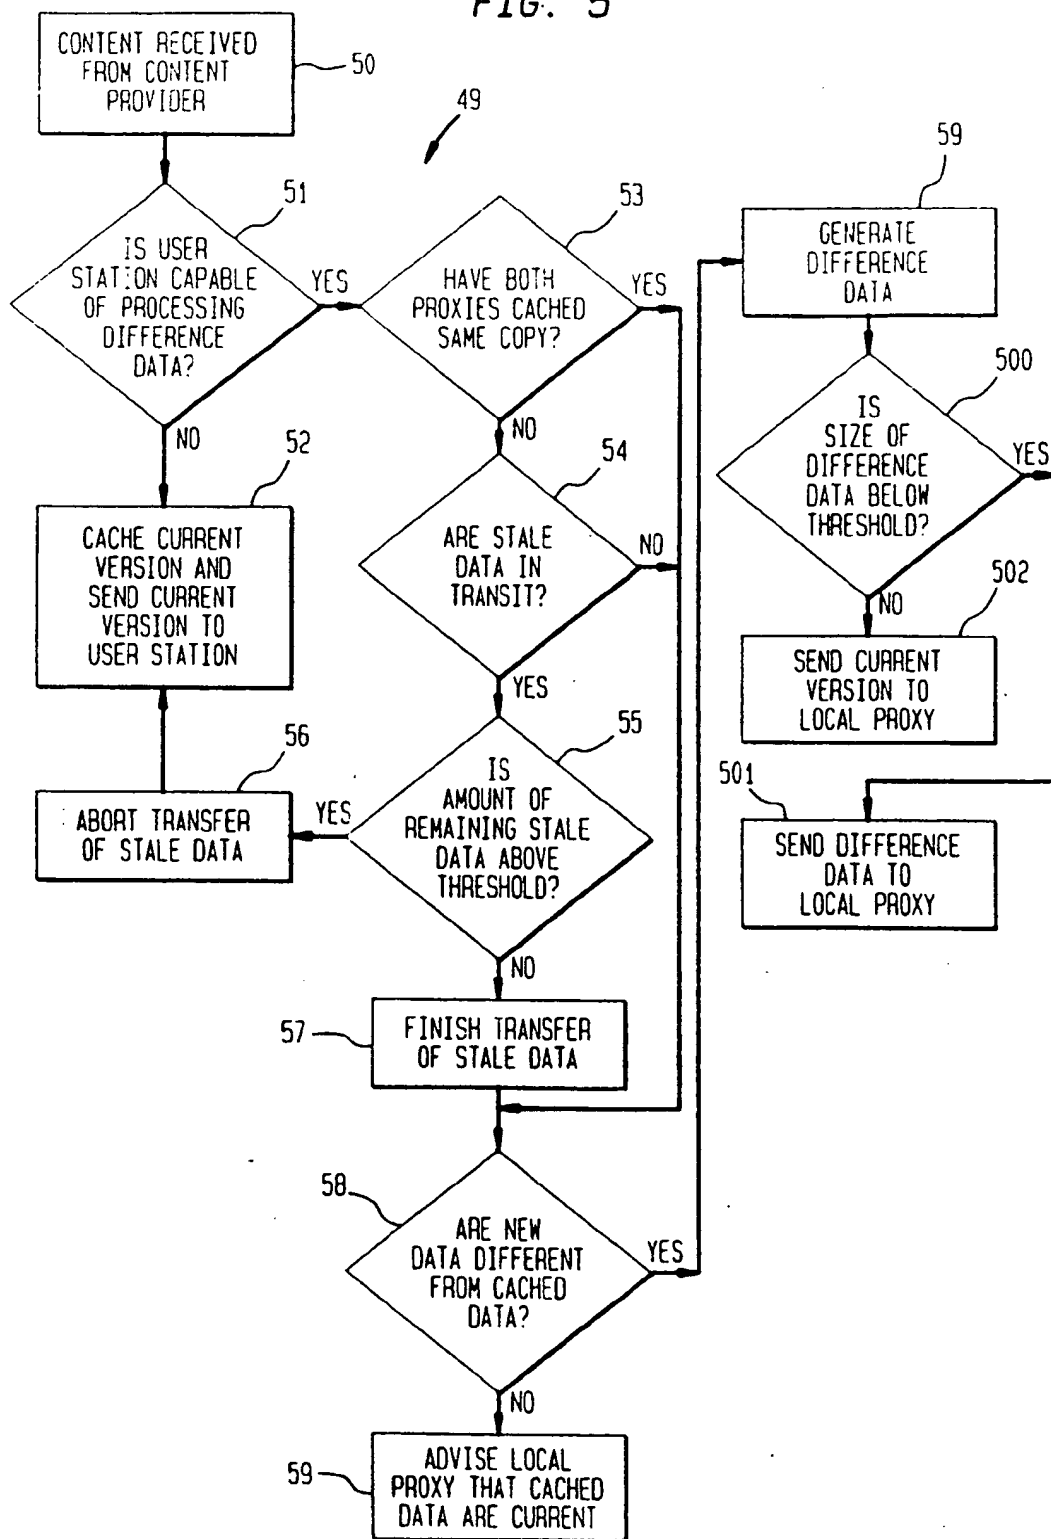 FIG. 5
CONTENT RECEIVED
FROM CONTENT
PROVIDER
50
49
51
IS USER
STATION CAPABLE
OF PROCESSING
DIFFERENCE
DATA?
YES
NO
53
HAVE BOTH
PROXIES CACHED
SAME COPY?
YES
NO
52
CACHE CURRENT
VERSION AND
SEND CURRENT
VERSION TO
USER STATION
54
ARE STALE
DATA IN
TRANSIT?
NO
YES
55
IS
AMOUNT OF
REMAINING STALE
DATA ABOVE
THRESHOLD?
YES
NO
56
ABORT TRANSFER
OF STALE DATA
57
FINISH TRANSFER
OF STALE DATA
58
ARE NEW
DATA DIFFERENT
FROM CACHED
DATA?
YES
NO
59
ADVISE LOCAL
PROXY THAT CACHED
DATA ARE CURRENT
59
GENERATE
DIFFERENCE
DATA
500
IS
SIZE OF
DIFFERENCE
DATA BELOW
THRESHOLD?
YES
NO
502
SEND CURRENT
VERSION TO
LOCAL PROXY
501
SEND DIFFERENCE
DATA TO
LOCAL PROXY